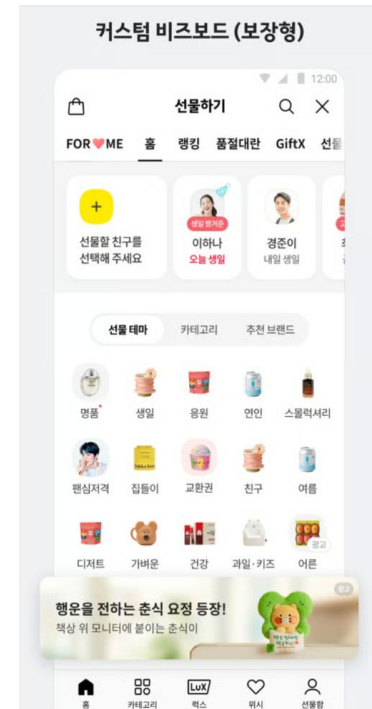 커스텀 비즈보드 (보장형)
12:00
선물하기
FOR ME 홈 랭킹 품절대란 GiftX 선물
+
선물할 친구를
선택해 주세요
생일 챙겨준
이하나
오늘 생일
경준이
내일 생일
선물 테마 카테고리 추천 브랜드
명품 생일 응원 연인 스몰럭셔리
팬심저격 집들이 교환권 친구 여름
광고
디저트 가벼운 건강 과일·키즈 어른
광고
행운을 전하는 춘식 요정 등장!
책상 위 모니터에 붙이는 춘식이
LUX
홈 카테고리 럭스 위시 선물함